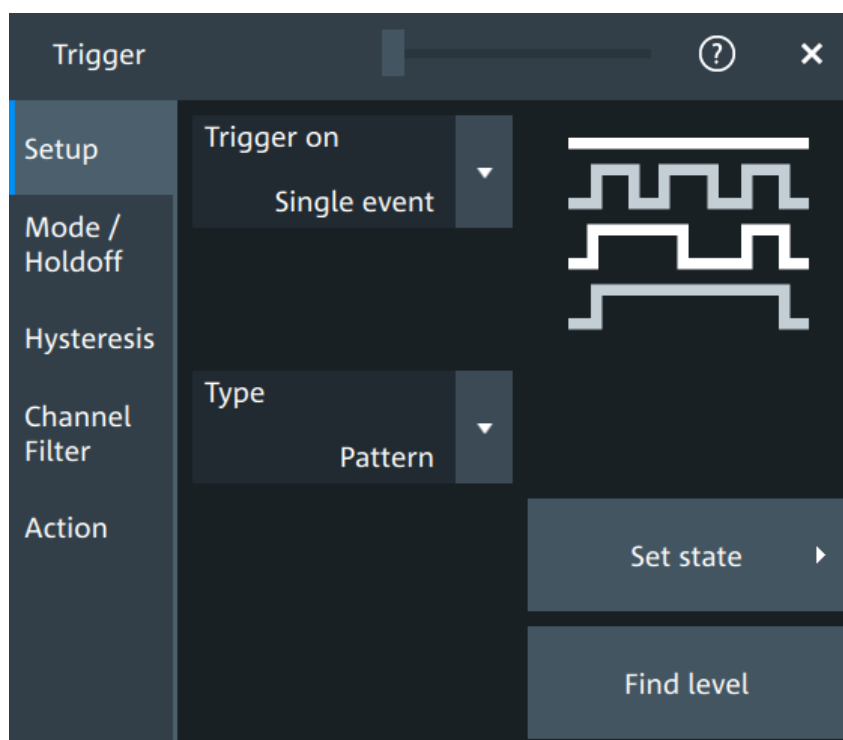 Trigger
?
Setup
Mode /
Holdoff
Hysteresis
Channel
Filter
Action
Trigger on
Single event
Type
Pattern
Set state
Find level